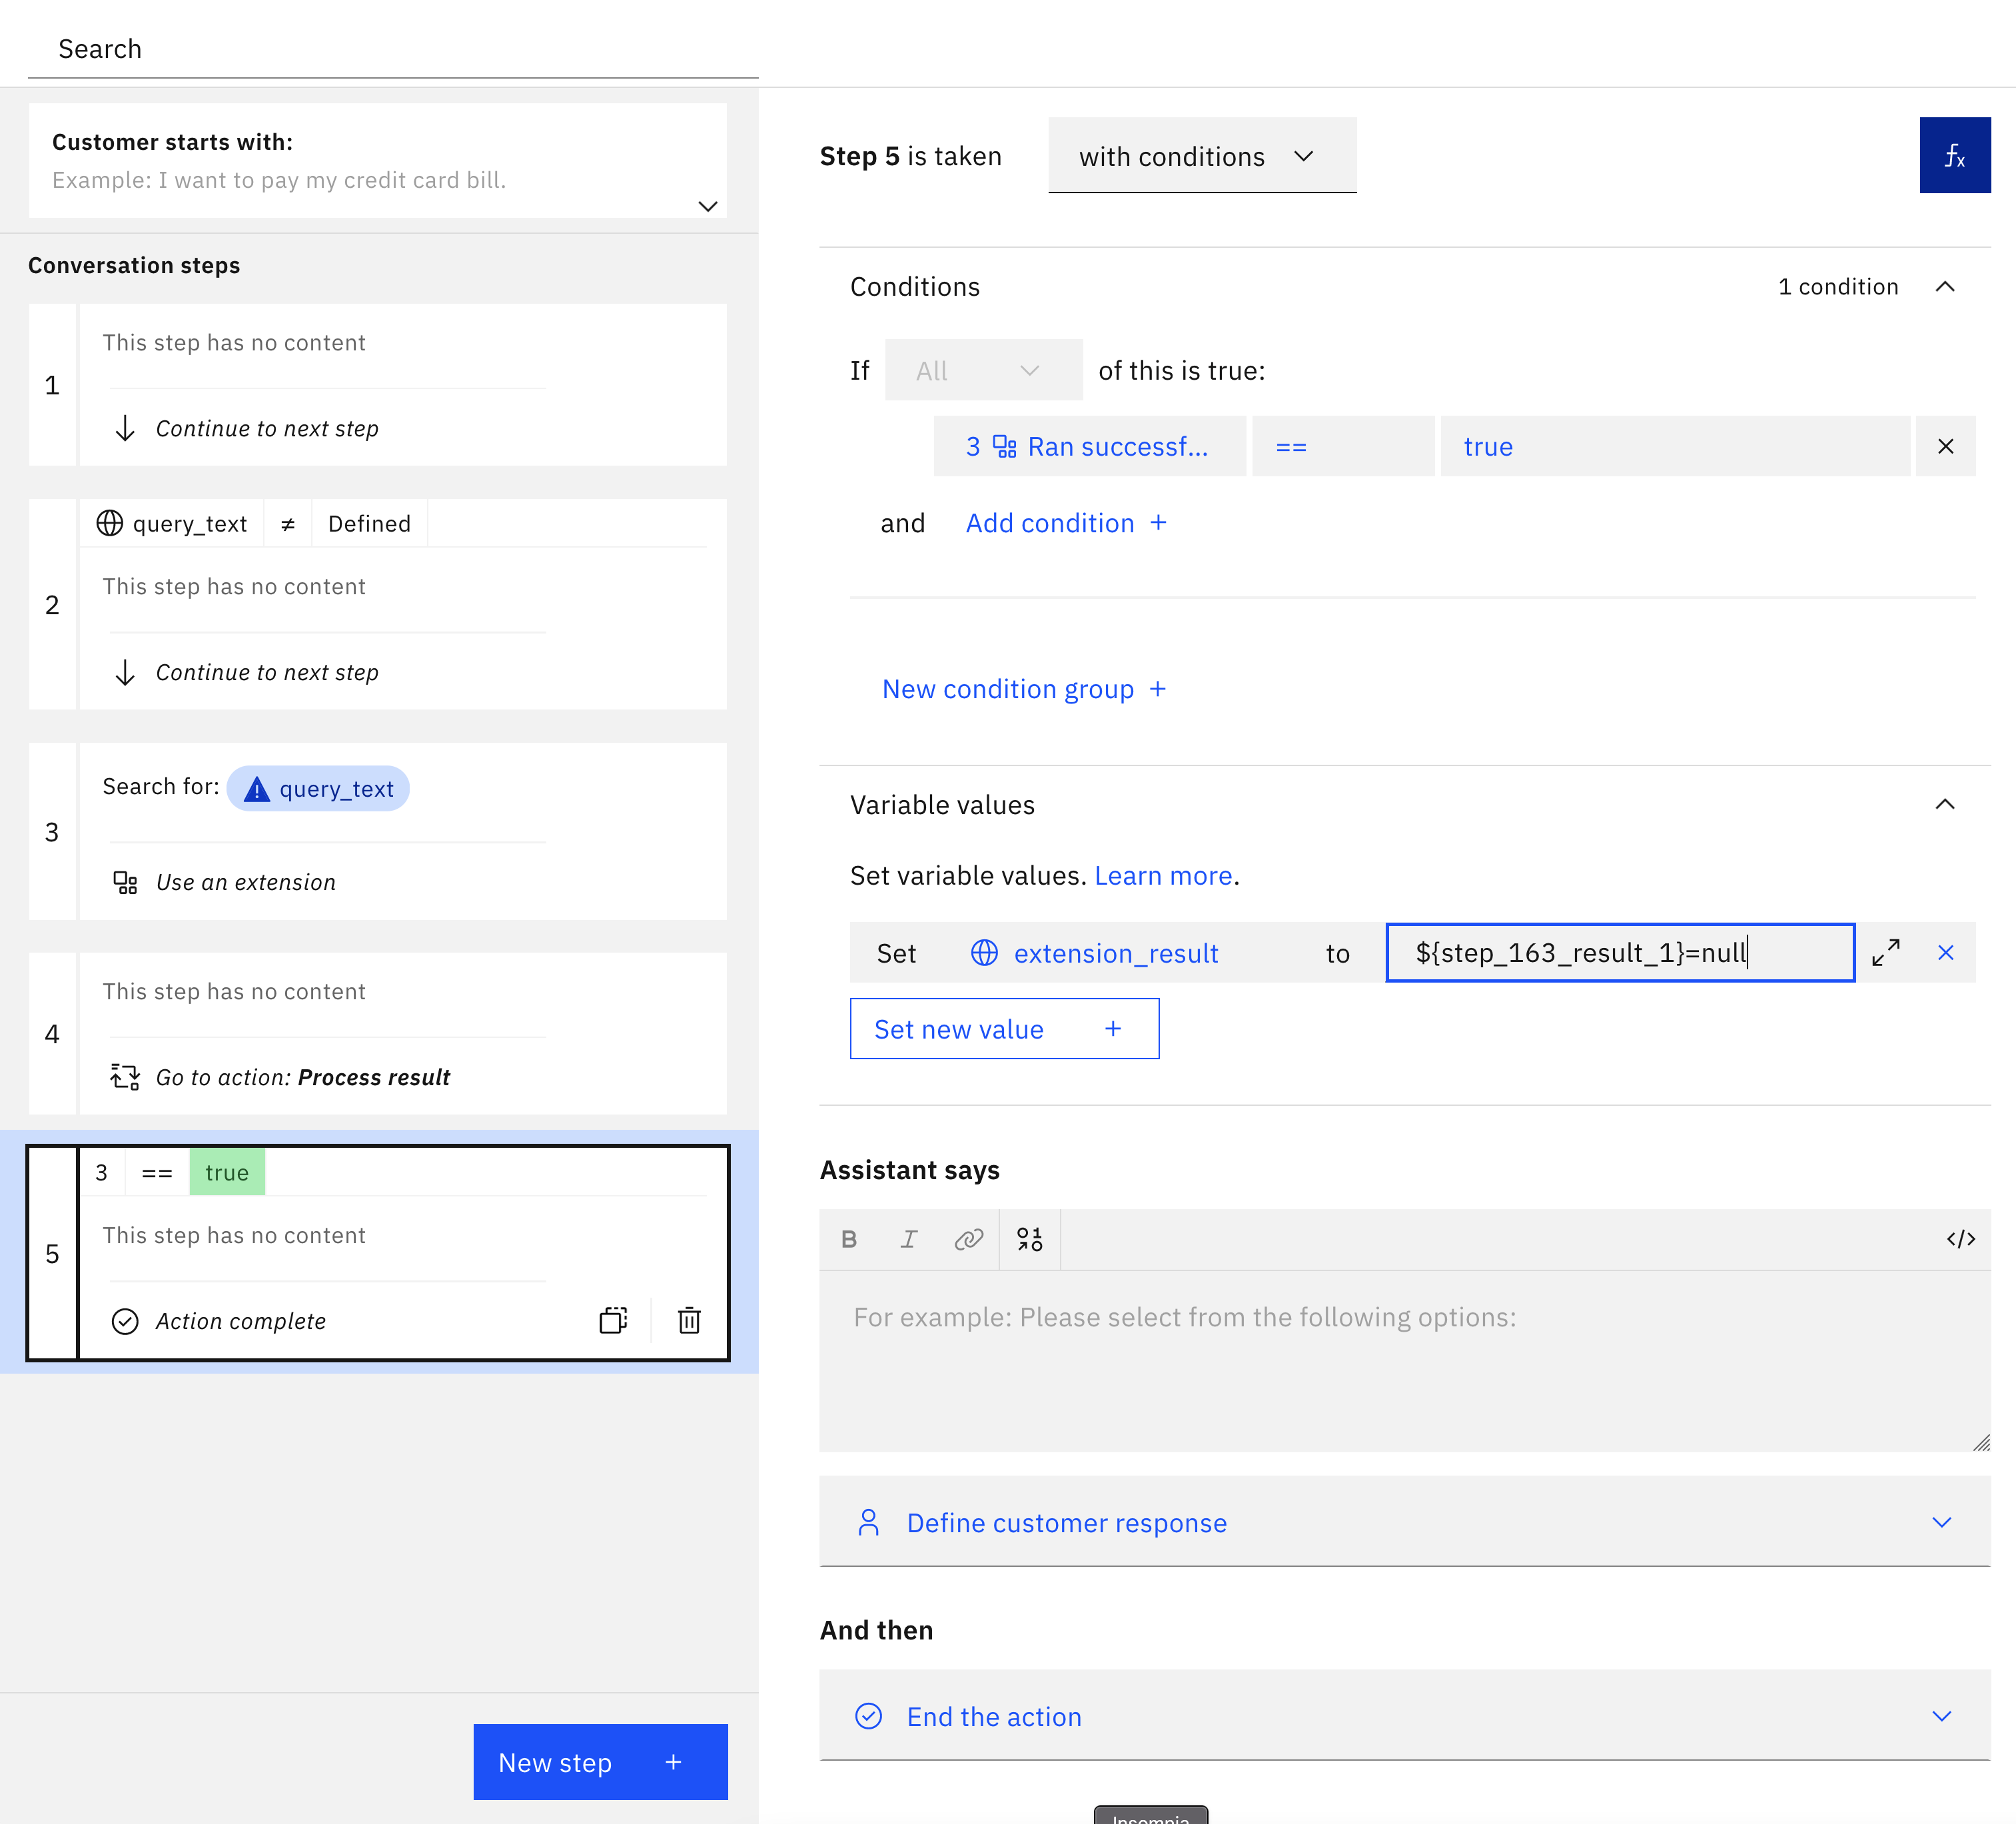 Search
Customer starts with:
Example: I want to pay my credit card bill.
Conversation steps
1
This step has no content
Continue to next step
2
query_text ≠ Defined
This step has no content
Continue to next step
3
Search for: query_text
Use an extension
4
This step has no content
Go to action: Process result
5
3 == true
This step has no content
Action complete
New step +
Step 5 is taken with conditions
fx
Conditions 1 condition
If All of this is true:
3 Ran successf... == true
and Add condition +
New condition group +
Variable values
Set variable values. Learn more.
Set extension_result to ${step_163_result_1}=null
Set new value +
Assistant says
B I </>
For example: Please select from the following options:
Define customer response
And then
End the action
Insomnia